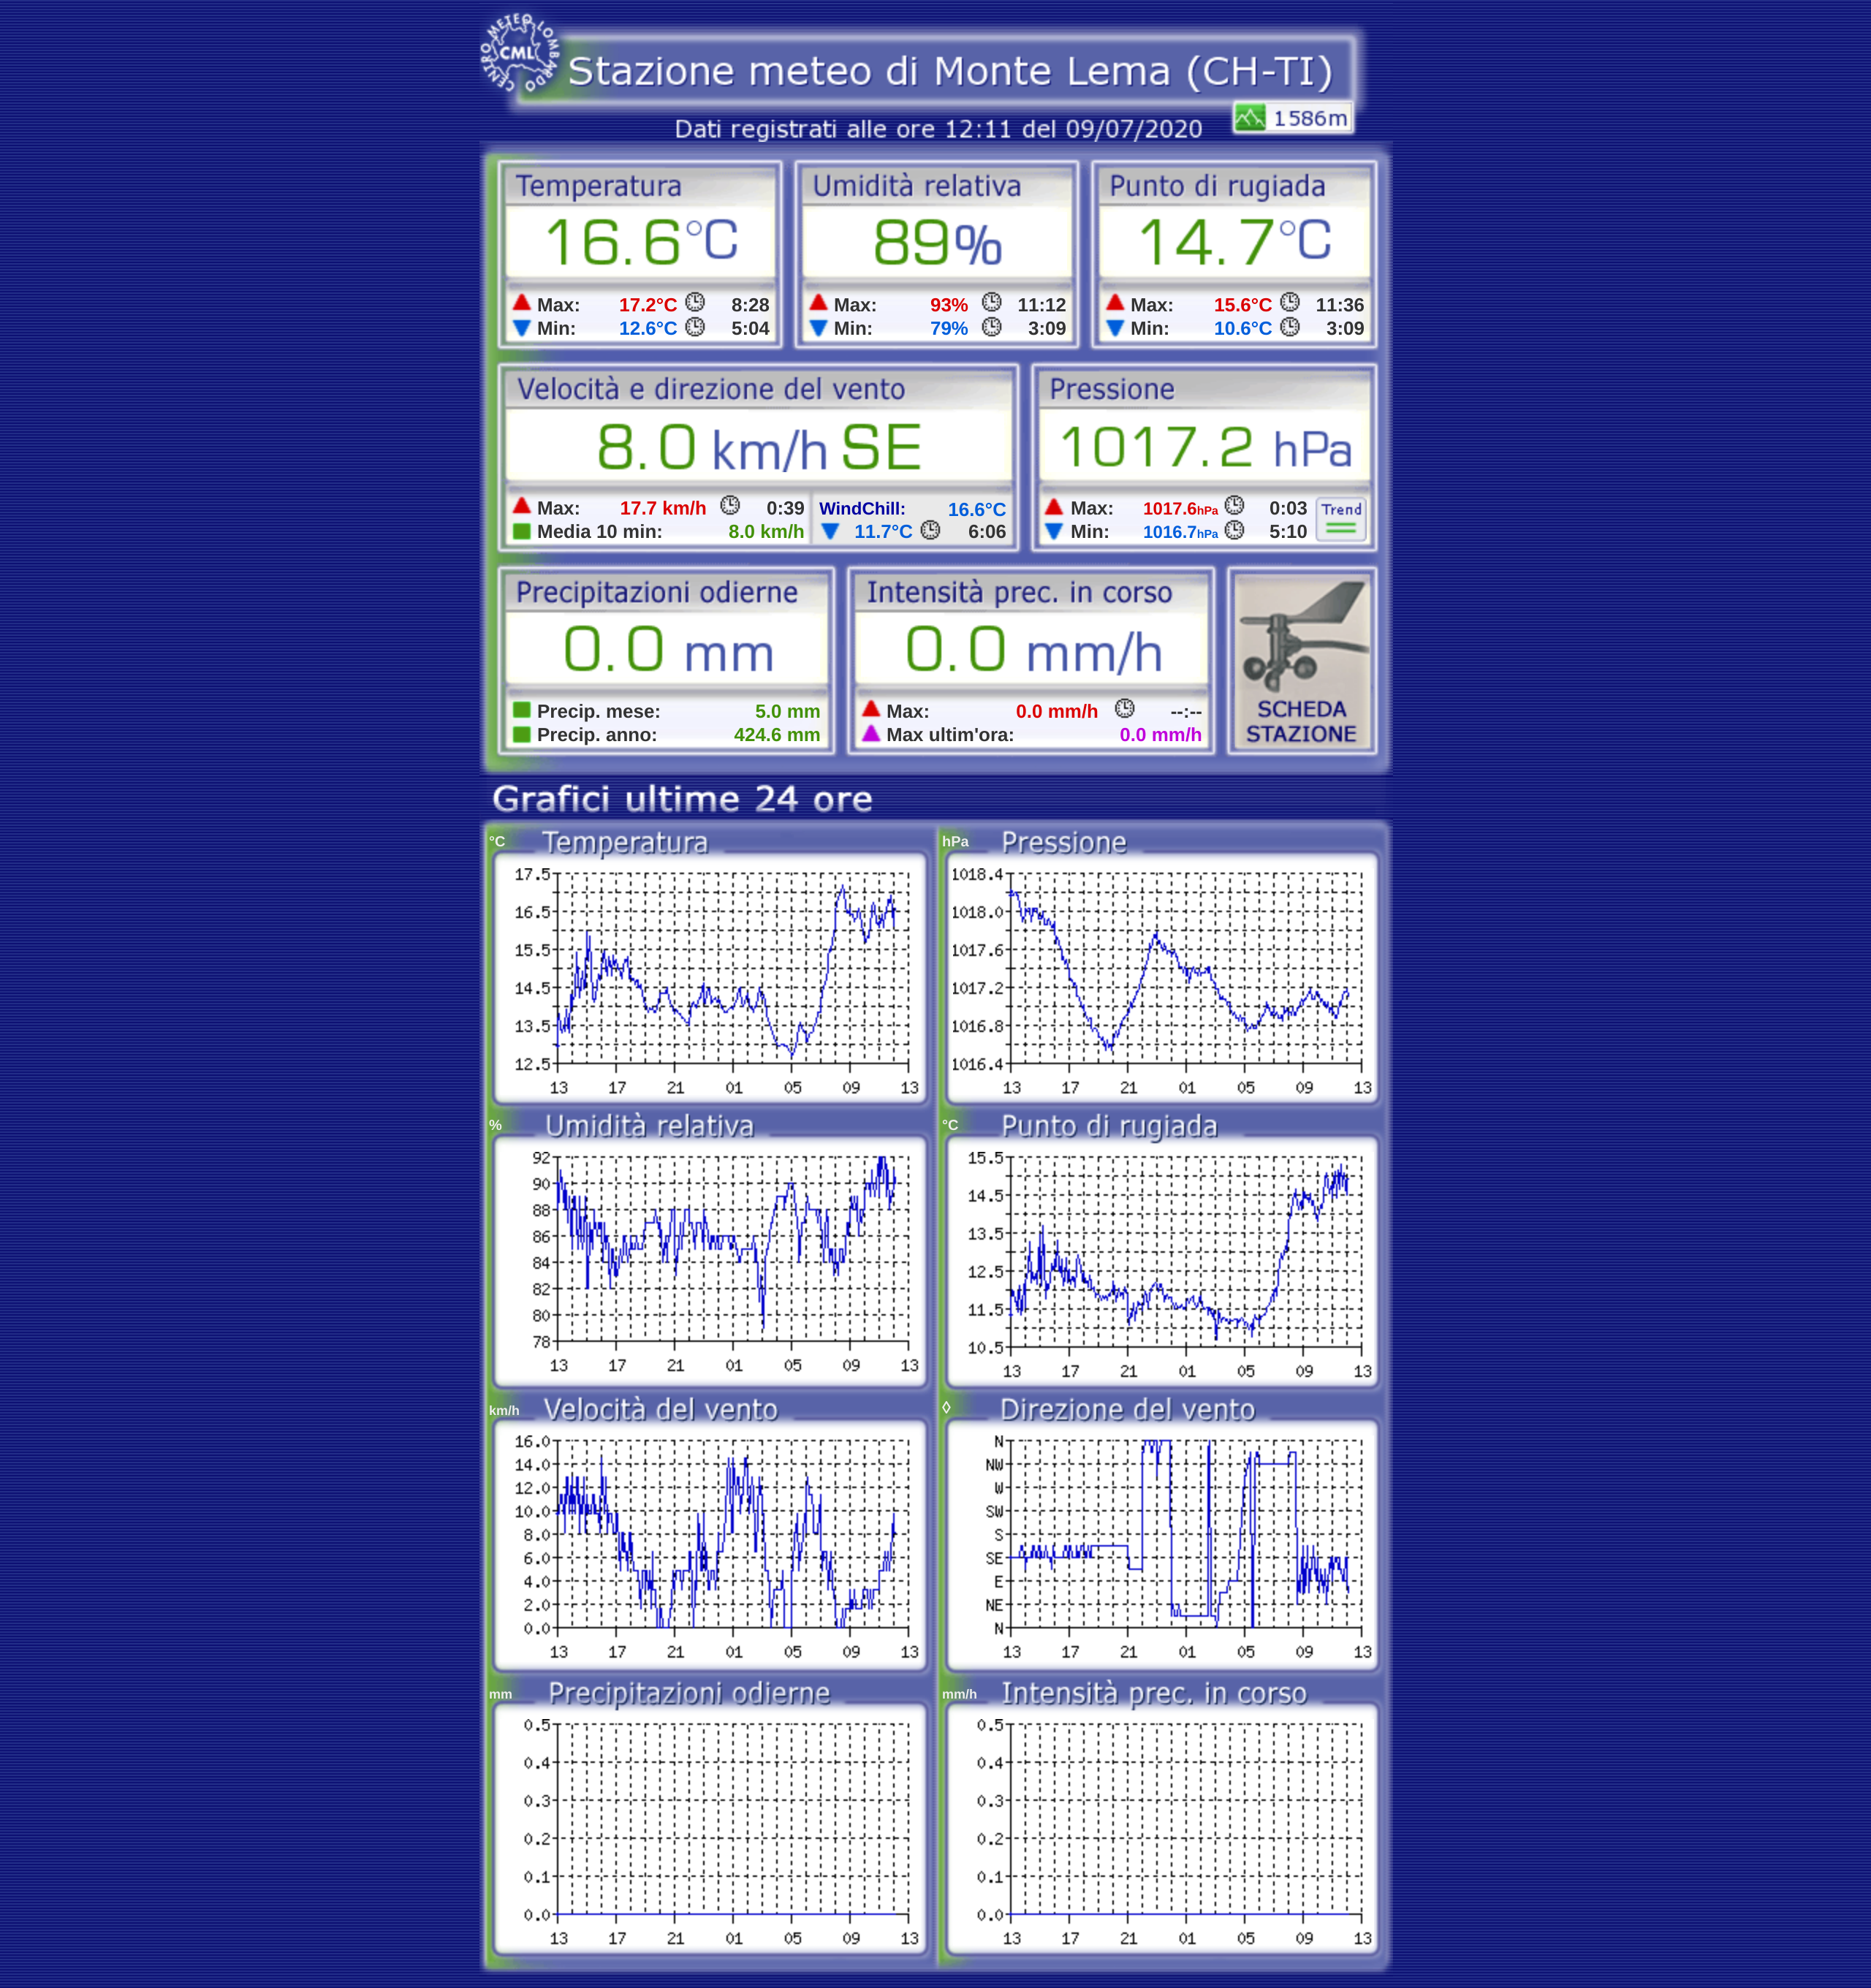 CENTRO METEO LOMBARDO
CML
Stazione meteo di Monte Lema (CH-TI)
1586m
Dati registrati alle ore 12:11 del 09/07/2020
Temperatura
16.6°C
Max: 17.2°C 8:28
Min: 12.6°C 5:04
Umidità relativa
89%
Max: 93% 11:12
Min: 79% 3:09
Punto di rugiada
14.7°C
Max: 15.6°C 11:36
Min: 10.6°C 3:09
Velocità e direzione del vento
8.0 km/h SE
Max: 17.7 km/h 0:39
Media 10 min: 8.0 km/h
WindChill: 16.6°C
11.7°C 6:06
Pressione
1017.2 hPa
Max: 1017.6hPa 0:03
Min: 1016.7hPa 5:10
Trend
Precipitazioni odierne
0.0 mm
Precip. mese: 5.0 mm
Precip. anno: 424.6 mm
Intensità prec. in corso
0.0 mm/h
Max: 0.0 mm/h --:--
Max ultim'ora: 0.0 mm/h
SCHEDA
STAZIONE
Grafici ultime 24 ore
°C Temperatura
17.5
16.5
15.5
14.5
13.5
12.5
13 17 21 01 05 09 13
hPa Pressione
1018.4
1018.0
1017.6
1017.2
1016.8
1016.4
13 17 21 01 05 09 13
% Umidità relativa
92
90
88
86
84
82
80
78
13 17 21 01 05 09 13
°C Punto di rugiada
15.5
14.5
13.5
12.5
11.5
10.5
13 17 21 01 05 09 13
km/h Velocità del vento
16.0
14.0
12.0
10.0
8.0
6.0
4.0
2.0
0.0
13 17 21 01 05 09 13
◊ Direzione del vento
N
NW
W
SW
S
SE
E
NE
N
13 17 21 01 05 09 13
mm Precipitazioni odierne
0.5
0.4
0.3
0.2
0.1
0.0
13 17 21 01 05 09 13
mm/h Intensità prec. in corso
0.5
0.4
0.3
0.2
0.1
0.0
13 17 21 01 05 09 13